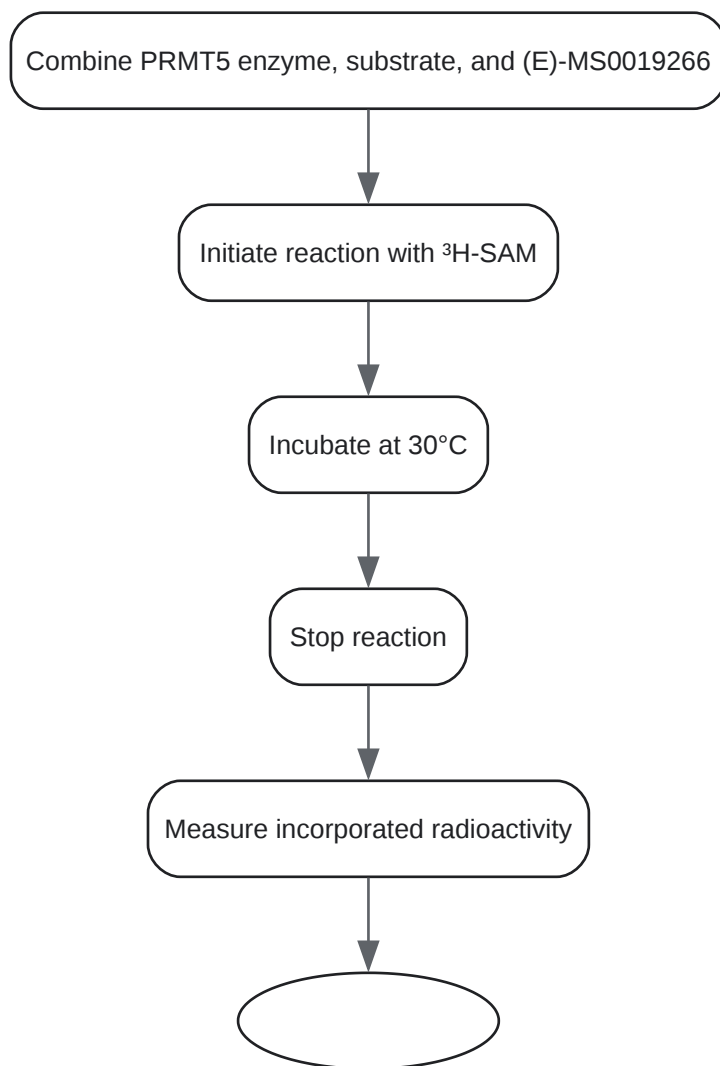 Combine PRMT5 enzyme, substrate, and (E)-MS0019266
Initiate reaction with ³H-SAM
Incubate at 30°C
Stop reaction
Measure incorporated radioactivity